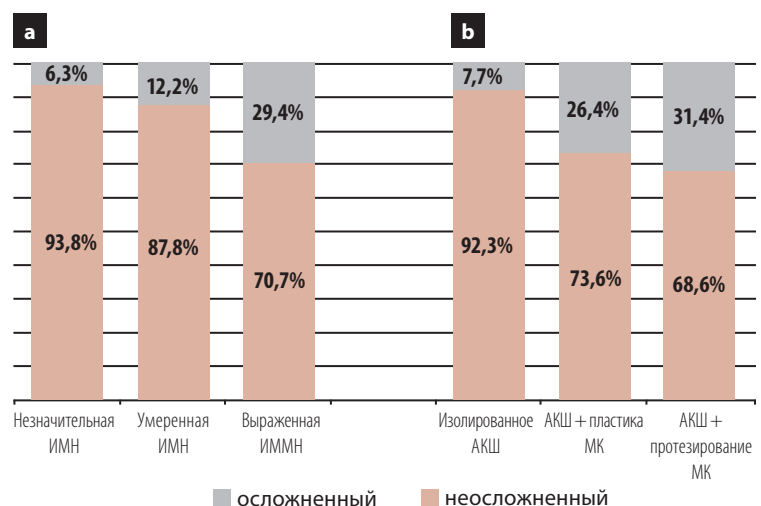 a
b
6,3%
12,2%
29,4%
7,7%
26,4%
31,4%
93,8%
87,8%
70,7%
92,3%
73,6%
68,6%
Незначительная
ИМН
Умеренная
ИМН
Выраженная
ИММН
Изолированное
АКШ
АКШ + пластика
МК
АКШ +
протезирование
МК
осложненный
неосложненный